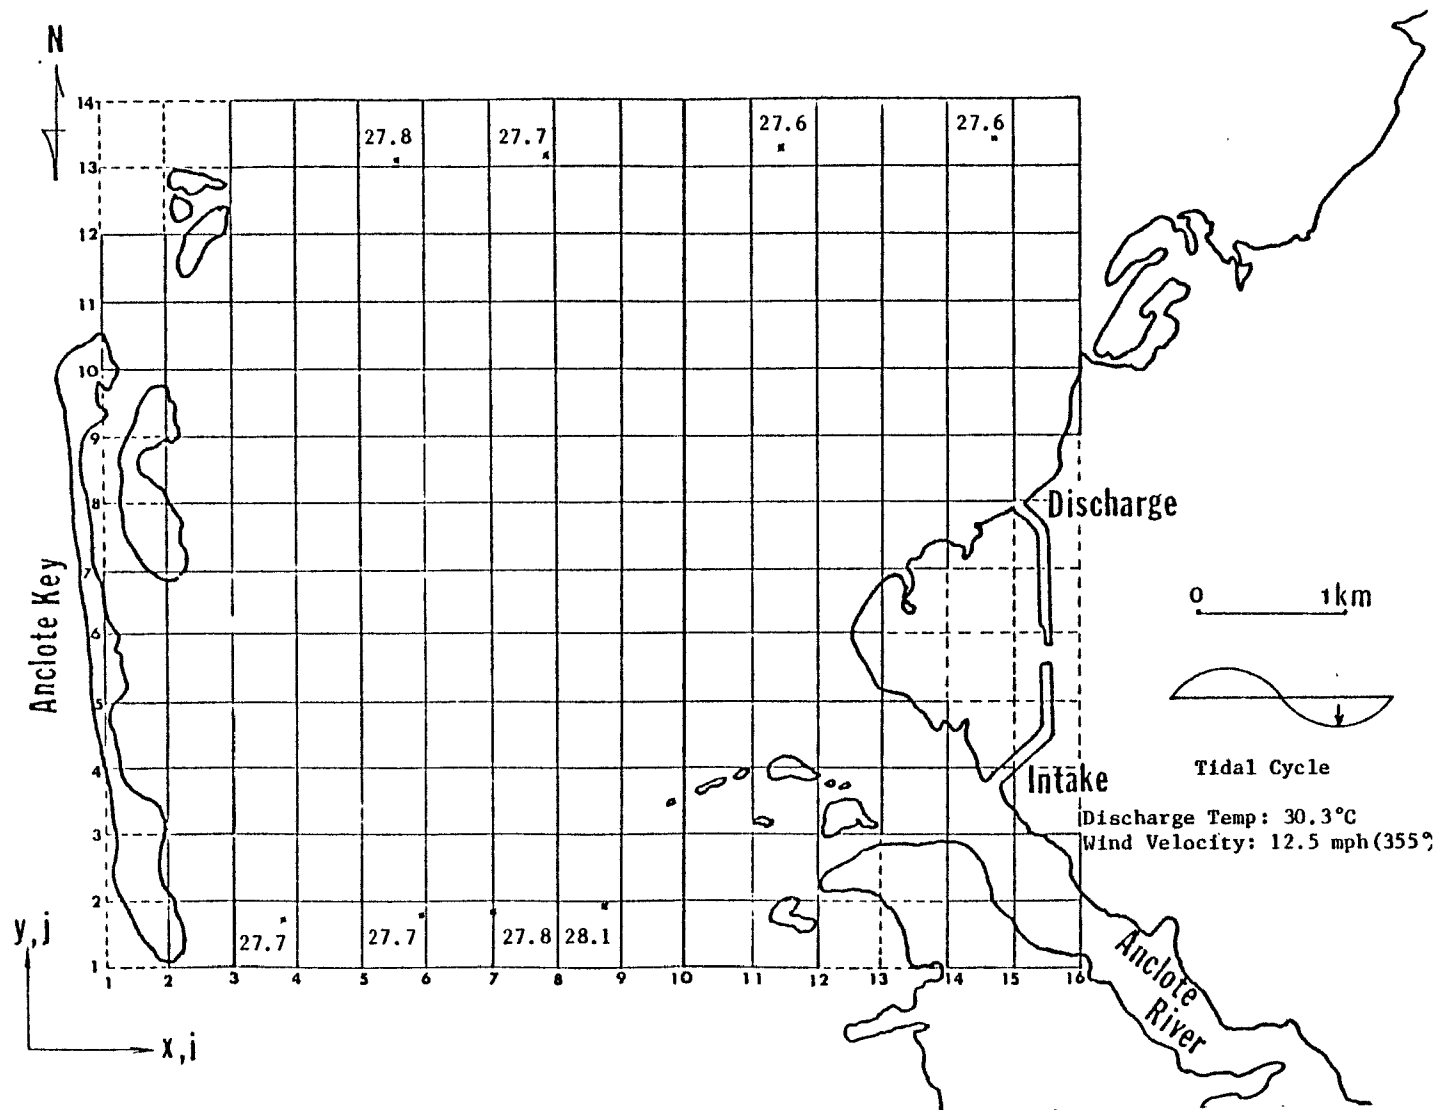 N
14
27.8 27.7 27.6 27.6
13
12
11
10
9
8
Discharge
7
Anclote Key
0 1km
6
5
4
Intake
Tidal Cycle
3
Discharge Temp: 30.3°C
Wind Velocity: 12.5 mph(355°)
2
y,j
27.7 27.7 27.8 28.1
1
1 2 3 4 5 6 7 8 9 10 11 12 13 14 15 16
Anclote
River
x,i